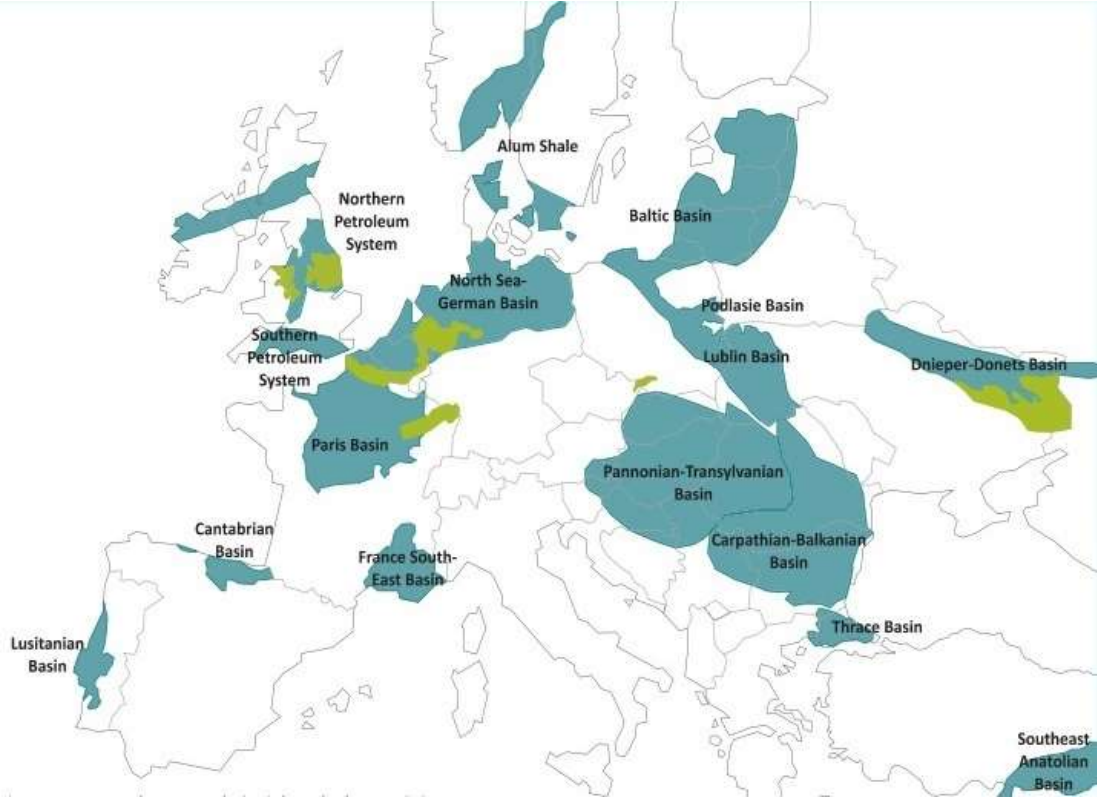 Alum Shale
Northern
Petroleum
System
Baltic Basin
North Sea-
German Basin
Podlasie Basin
Southern
Petroleum
System
Lublin Basin
Dnieper-Donets Basin
Paris Basin
Pannonian-Transylvanian
Basin
Cantabrian
Basin
Carpathian-Balkanian
Basin
France South-
East Basin
Thrace Basin
Lusitanian
Basin
Southeast
Anatolian
Basin